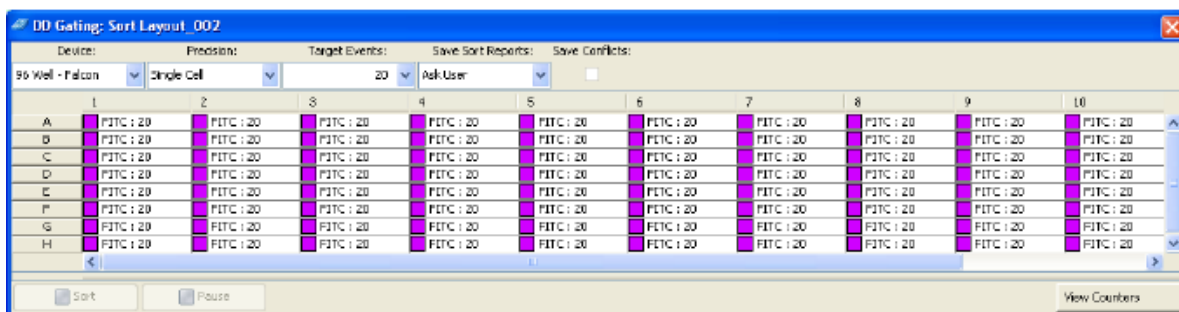 DD Gating: Sort Layout_002
Device: Precision: Target Events: Save Sort Reports: Save Conflicts:
96 Well - Falcon Single Cell 20 Ask User
1 2 3 4 5 6 7 8 9 10
A FITC : 20 FITC : 20 FITC : 20 FITC : 20 FITC : 20 FITC : 20 FITC : 20 FITC : 20 FITC : 20 FITC : 20
B FITC : 20 FITC : 20 FITC : 20 FITC : 20 FITC : 20 FITC : 20 FITC : 20 FITC : 20 FITC : 20 FITC : 20
C FITC : 20 FITC : 20 FITC : 20 FITC : 20 FITC : 20 FITC : 20 FITC : 20 FITC : 20 FITC : 20 FITC : 20
D FITC : 20 FITC : 20 FITC : 20 FITC : 20 FITC : 20 FITC : 20 FITC : 20 FITC : 20 FITC : 20 FITC : 20
E FITC : 20 FITC : 20 FITC : 20 FITC : 20 FITC : 20 FITC : 20 FITC : 20 FITC : 20 FITC : 20 FITC : 20
F FITC : 20 FITC : 20 FITC : 20 FITC : 20 FITC : 20 FITC : 20 FITC : 20 FITC : 20 FITC : 20 FITC : 20
G FITC : 20 FITC : 20 FITC : 20 FITC : 20 FITC : 20 FITC : 20 FITC : 20 FITC : 20 FITC : 20 FITC : 20
H FITC : 20 FITC : 20 FITC : 20 FITC : 20 FITC : 20 FITC : 20 FITC : 20 FITC : 20 FITC : 20 FITC : 20
Sort Pause View Counters